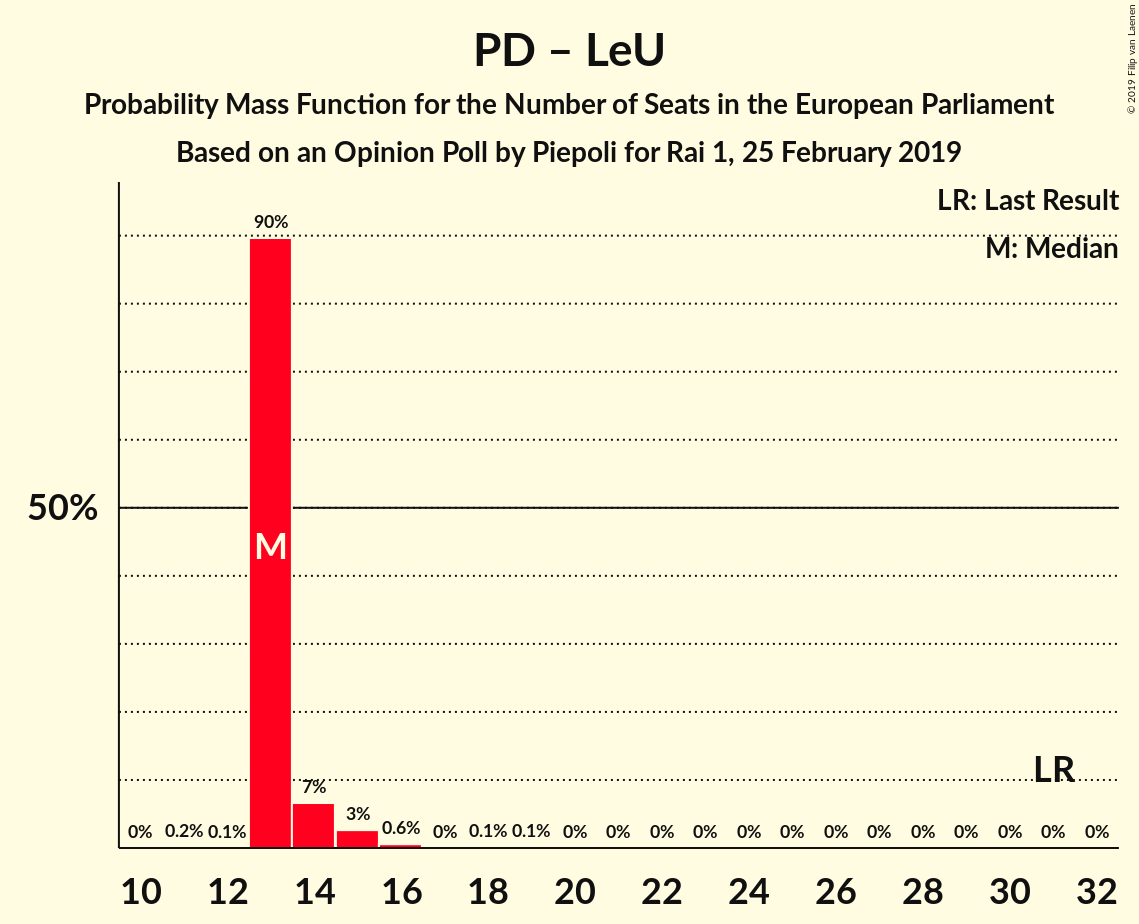 PD – LeU
Probability Mass Function for the Number of Seats in the European Parliament
Based on an Opinion Poll by Piepoli for Rai 1, 25 February 2019
© 2019 Filip van Laenen
LR: Last Result
M: Median
90%
50%
M
LR
7%
3%
0% 0.2% 0.1% 0.6% 0% 0.1% 0.1% 0% 0% 0% 0% 0% 0% 0% 0% 0% 0% 0% 0% 0%
10 12 14 16 18 20 22 24 26 28 30 32